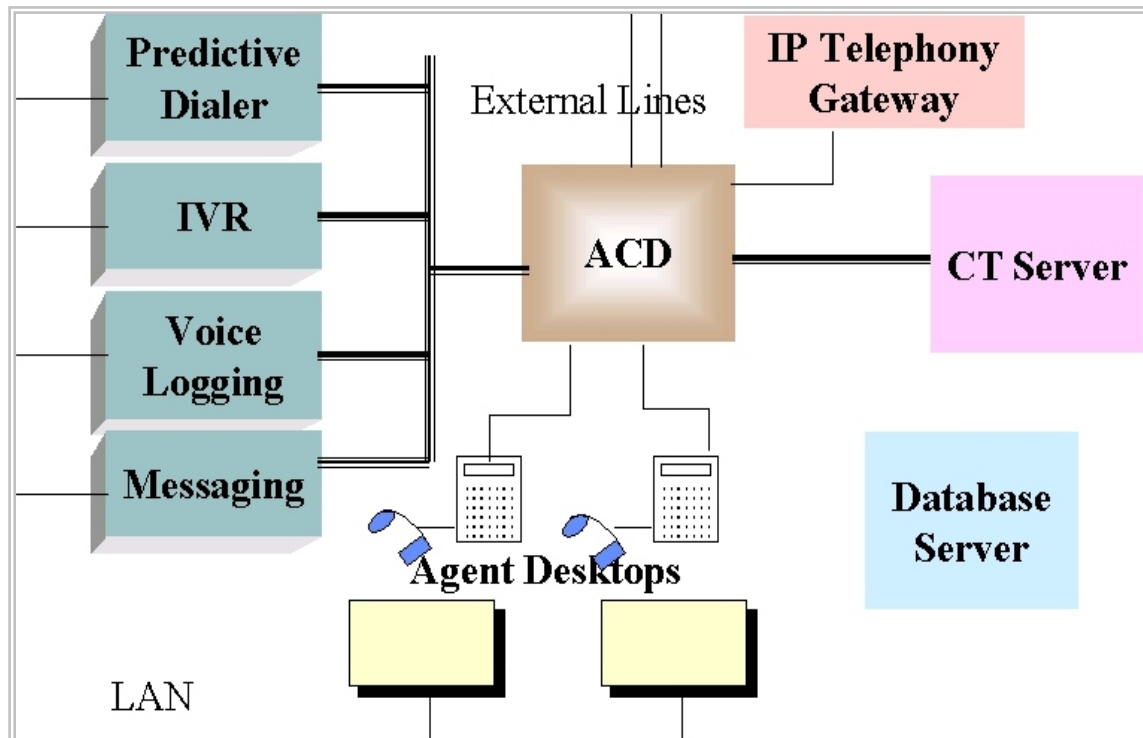 Predictive
Dialer
External Lines
IP Telephony
Gateway
IVR
ACD
CT Server
Voice
Logging
Messaging
Database
Server
Agent Desktops
LAN